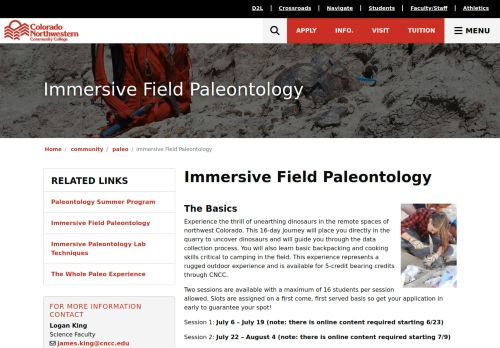 D2L | Crossroads | Navigate | Students | Faculty/Staff | Athletics
Colorado
Northwestern
Community College
APPLY INFO. VISIT TUITION MENU
Immersive Field Paleontology
Home / community / paleo / Immersive Field Paleontology
RELATED LINKS
Paleontology Summer Program
Immersive Field Paleontology
Immersive Paleontology Lab
Techniques
The Whole Paleo Experience
FOR MORE INFORMATION
CONTACT
Logan King
Science Faculty
james.king@cncc.edu
Immersive Field Paleontology
The Basics
Experience the thrill of unearthing dinosaurs in the remote spaces of
northwest Colorado. This 16-day journey will place you directly in the
quarry to uncover dinosaurs and will guide you through the data
collection process. You will also learn basic backpacking and cooking
skills critical to camping in the field. This experience represents a
rugged outdoor experience and is available for 5-credit bearing credits
through CNCC.
Two sessions are available with a maximum of 16 students per session
allowed. Slots are assigned on a first come, first served basis so get your application in
early to guarantee your spot!
Session 1: July 6 – July 19 (note: there is online content required starting 6/23)
Session 2: July 22 – August 4 (note: there is online content required starting 7/9)